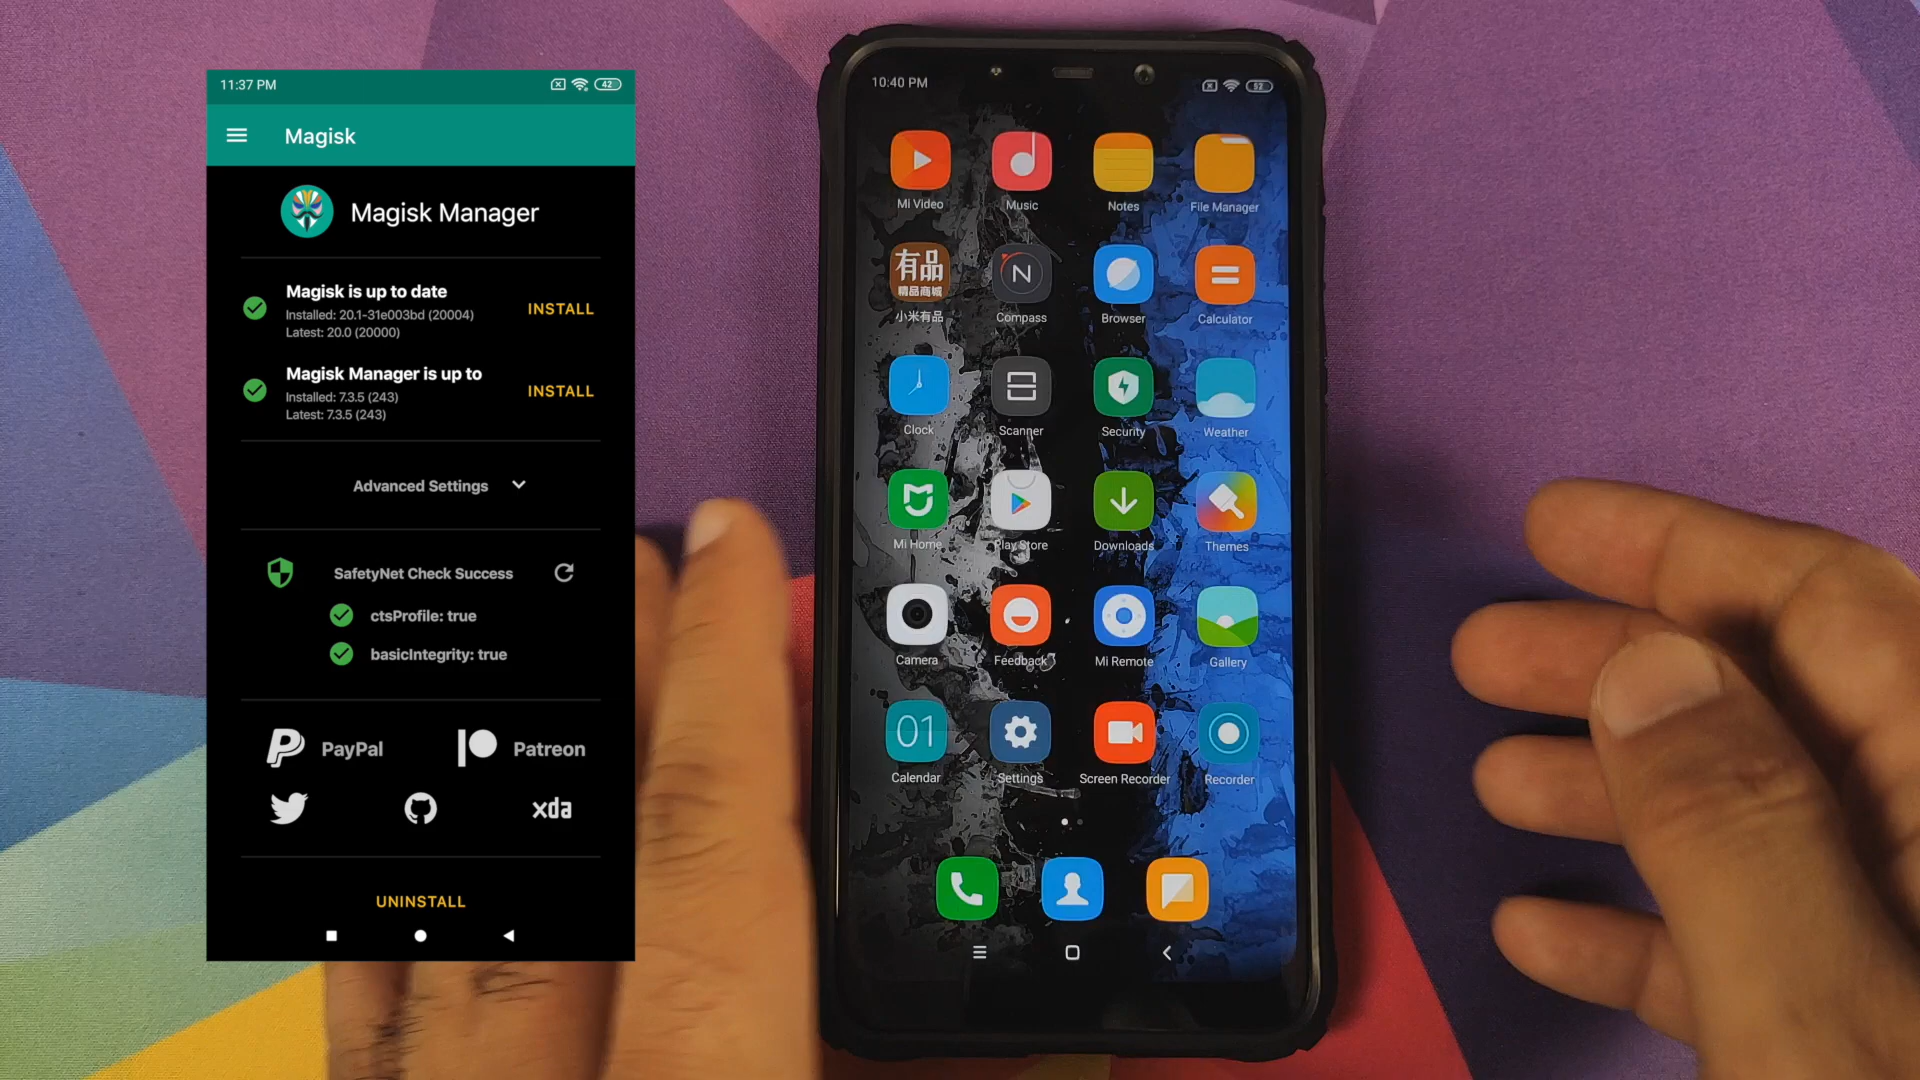 11:37 PM
42
Magisk
Magisk Manager
Magisk is up to date
Installed: 20.1-31e003bd (20004)
Latest: 20.0 (20000)
INSTALL
Magisk Manager is up to
Installed: 7.3.5 (243)
Latest: 7.3.5 (243)
INSTALL
Advanced Settings
SafetyNet Check Success
ctsProfile: true
basicIntegrity: true
PayPal
Patreon
xda
UNINSTALL
10:40 PM
52
Mi Video
Music
Notes
File Manager
有品
精品商城
N
小米有品
Compass
Browser
Calculator
Clock
Scanner
Security
Weather
Mi Home
Play Store
Downloads
Themes
Camera
Feedback
Mi Remote
Gallery
01
Calendar
Settings
Screen Recorder
Recorder